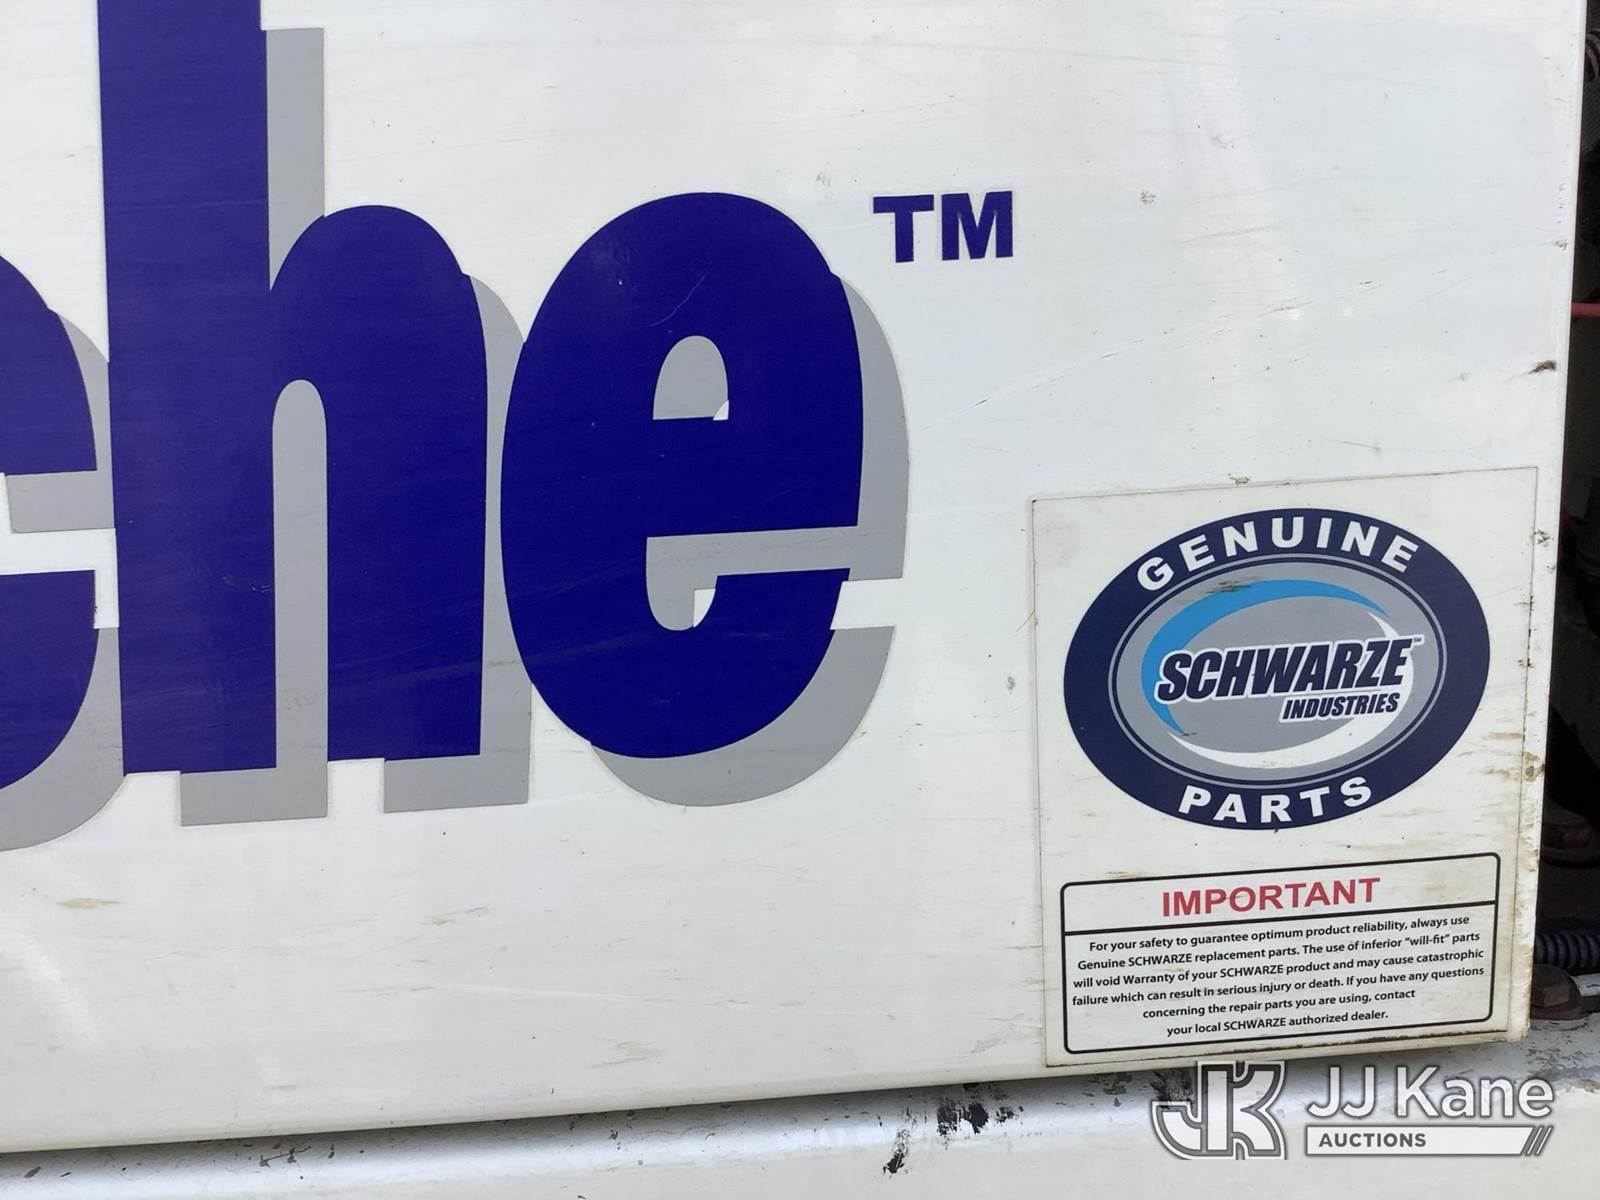 che™
GENUINE
SCHWARZE℠
INDUSTRIES
PARTS
IMPORTANT
For your safety to guarantee optimum product reliability, always use
Genuine SCHWARZE replacement parts. The use of inferior “will-fit” parts
will void Warranty of your SCHWARZE product and may cause catastrophic
failure which can result in serious injury or death. If you have any questions
concerning the repair parts you are using, contact
your local SCHWARZE authorized dealer.
JK JJ Kane
AUCTIONS